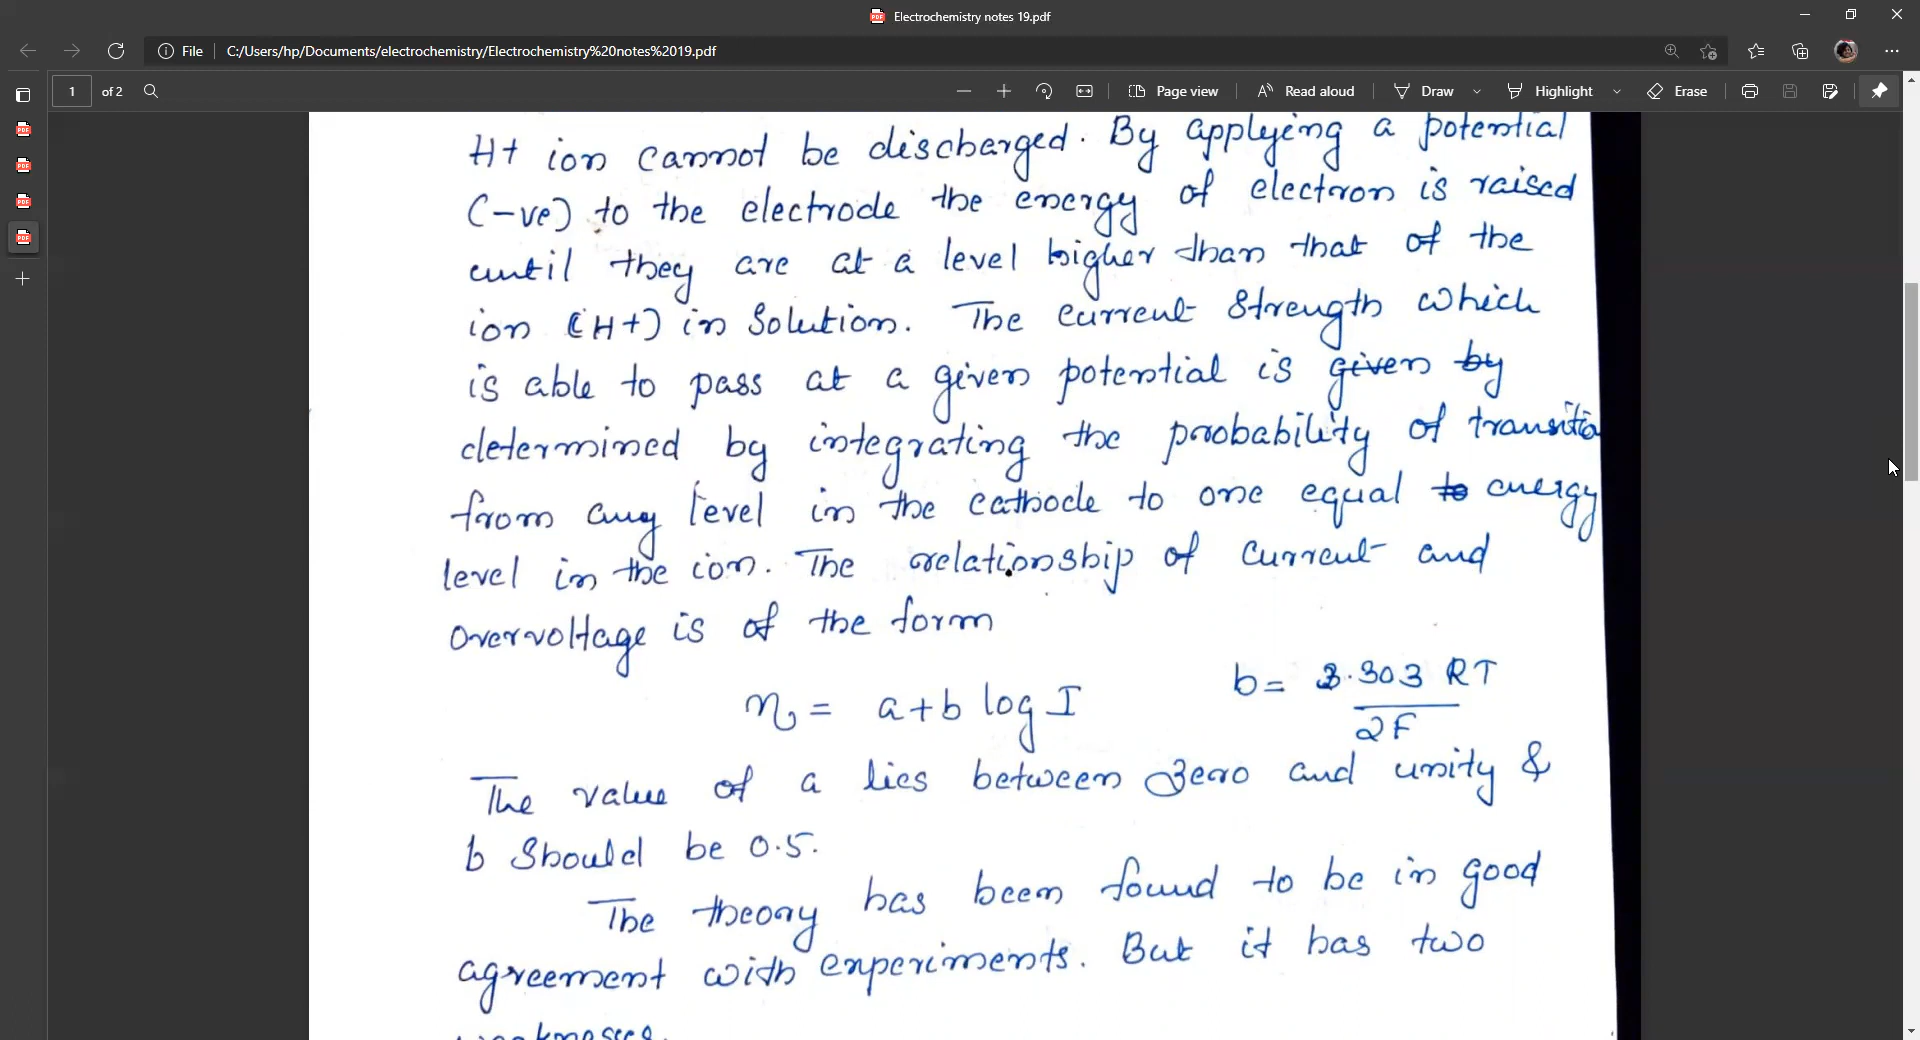 Electrochemistry notes 19.pdf
File C:/Users/hp/Documents/electrochemistry/Electrochemistry%20notes%2019.pdf
1 of 2 Page view Read aloud Draw Highlight Erase
H+ ion cannot be discharged. By applying a potential
(-ve) to the electrode the energy of electron is raised
until they are at a level higher than that of the
ion (H+) in solution. The current strength which
is able to pass at a given potential is given by
determined by integrating the probability of transitio
from any level in the cathode to one equal to energy
level in the ion. The relationship of current and
overvoltage is of the form
η = a+b log I b = 2.303 RT
2F
The value of a lies between zero and unity &
b should be 0.5.
The theory has been found to be in good
agreement with experiments. But it has two